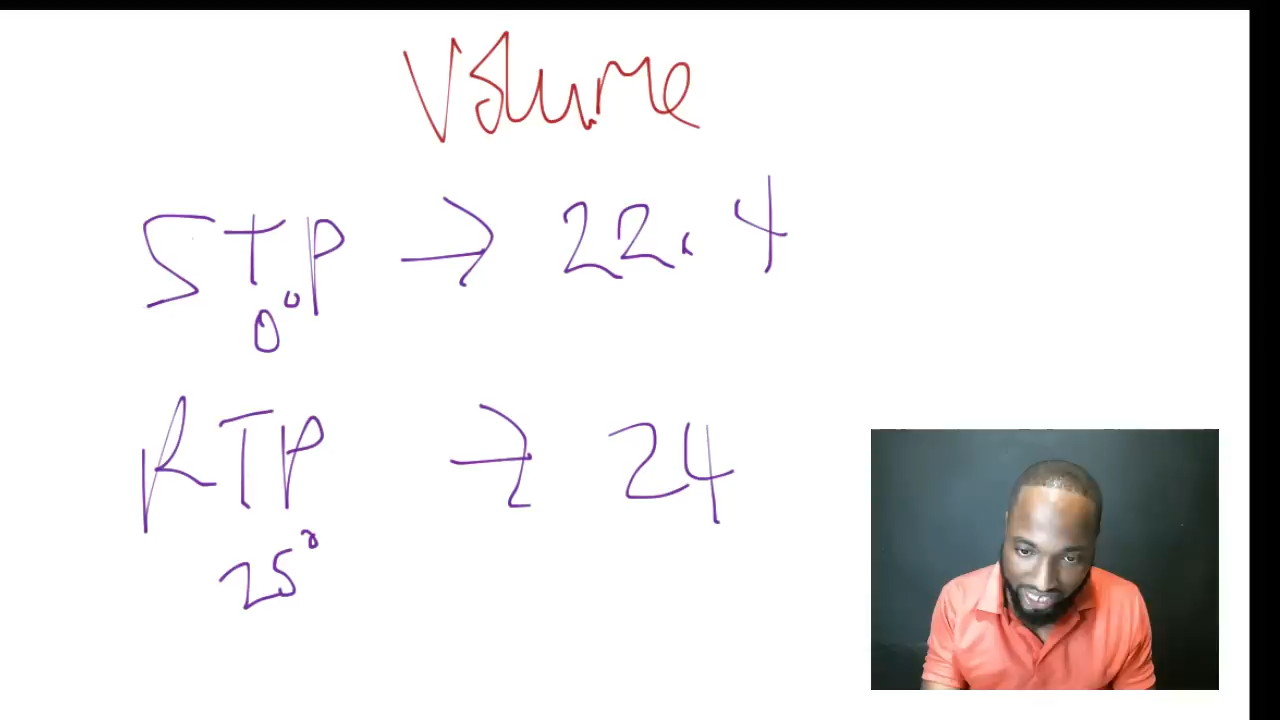 Volume
STP → 22.4
0°
RTP → 24
25°